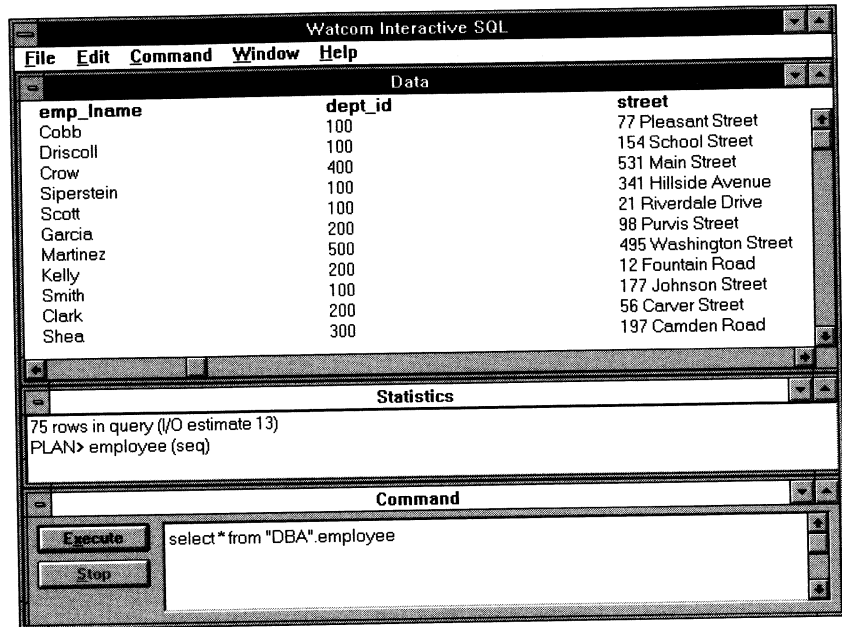 Watcom Interactive SQL
File Edit Command Window Help
Data
emp_lname dept_id street
Cobb 100 77 Pleasant Street
Driscoll 100 154 School Street
Crow 400 531 Main Street
Siperstein 100 341 Hillside Avenue
Scott 100 21 Riverdale Drive
Garcia 200 98 Purvis Street
Martinez 500 495 Washington Street
Kelly 200 12 Fountain Road
Smith 100 177 Johnson Street
Clark 200 56 Carver Street
Shea 300 197 Camden Road
Statistics
75 rows in query (I/O estimate 13)
PLAN> employee (seq)
Command
Execute select * from "DBA".employee
Stop